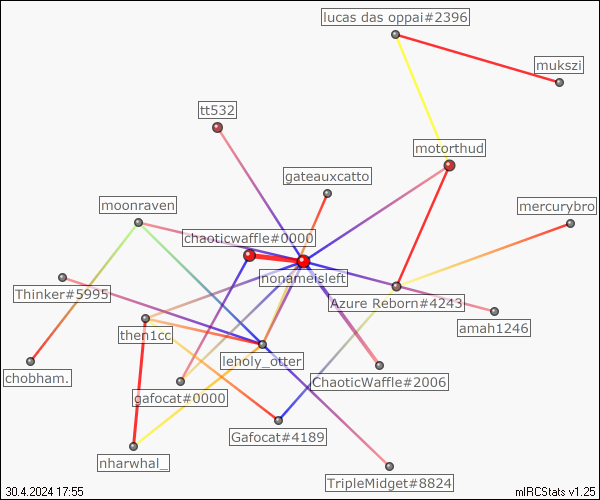 lucas das oppai#2396
mukszi
tt532
motorthud
gateauxcatto
moonraven
mercurybro
chaoticwaffle#0000
nonameisleft
Thinker#5995
Azure Reborn#4243
then1cc
amah1246
leholy_otter
chobham.
ChaoticWaffle#2006
gafocat#0000
Gafocat#4189
nharwhal_
TripleMidget#8824
30.4.2024 17:55
mIRCStats v1.25